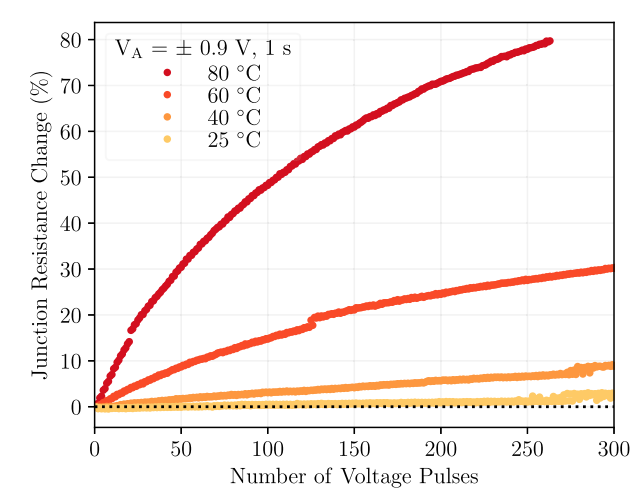 V_A = ± 0.9 V, 1 s
80 °C
60 °C
40 °C
25 °C
Junction Resistance Change (%)
80
70
60
50
40
30
20
10
0
0 50 100 150 200 250 300
Number of Voltage Pulses